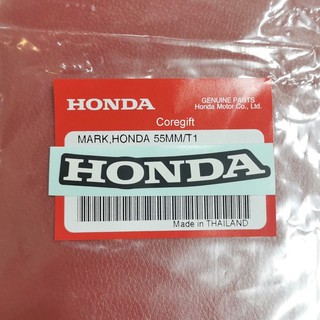 HONDA
GENUINE PARTS
Honda Motor Co., Ltd.
Coregift
MARK,HONDA 55MM/T1
HONDA
Made in THAILAND